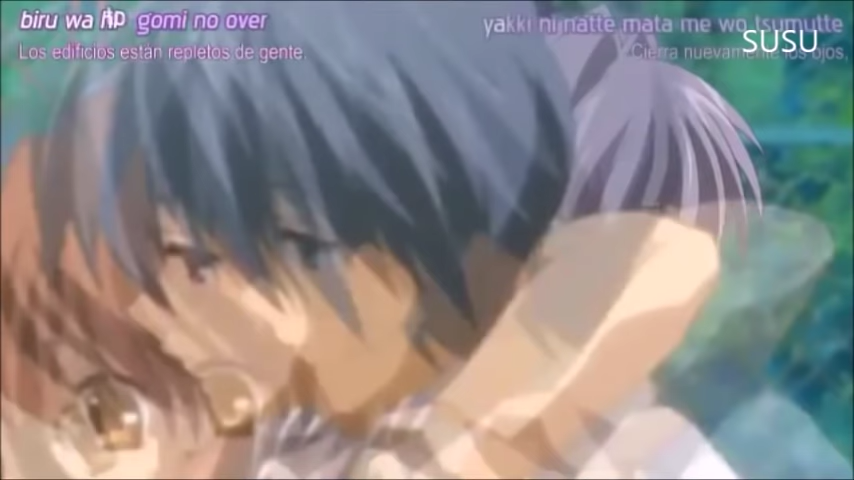 biru wa hi gomi no over
Los edificios están repletos de gente.
yakki ni natte mata me wo tsumutte
Cierra nuevamente los ojos,
SUSU